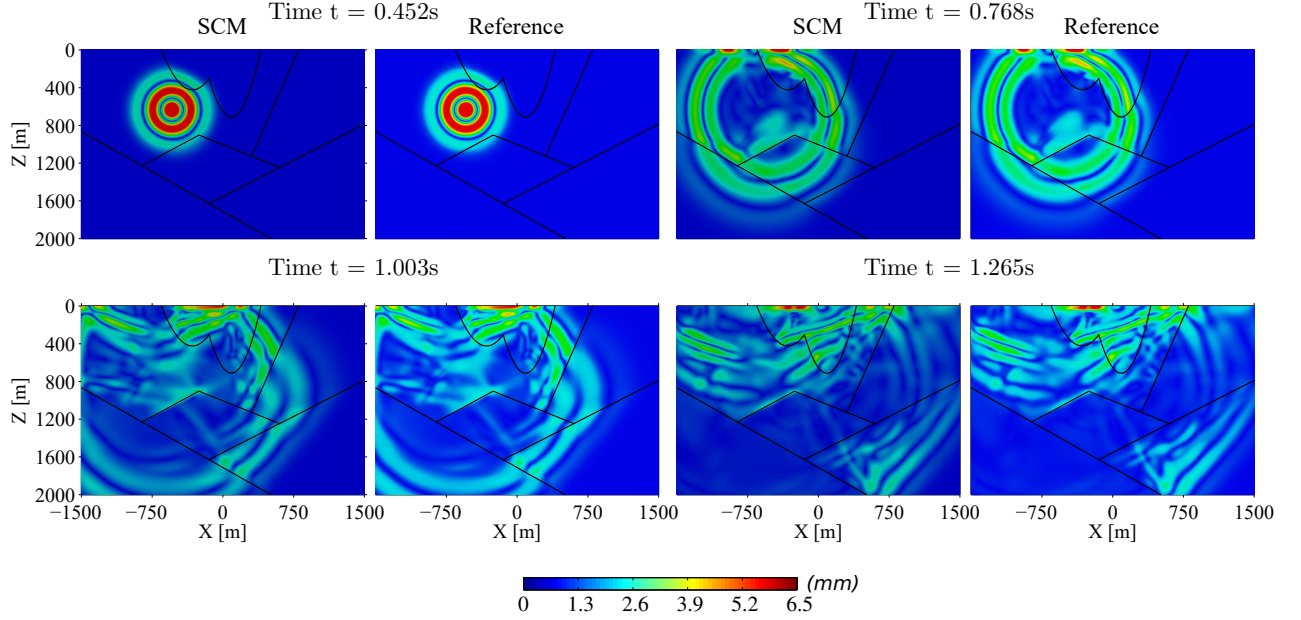 Time t = 0.452s
Time t = 0.768s
SCM
Reference
SCM
Reference
0
400
800
1200
1600
2000
Z [m]
Time t = 1.003s
Time t = 1.265s
0
400
800
1200
1600
2000
Z [m]
−1500 −750 0 750 1500
−750 0 750 1500
−750 0 750 1500
−750 0 750 1500
X [m]
X [m]
X [m]
X [m]
(mm)
0 1.3 2.6 3.9 5.2 6.5